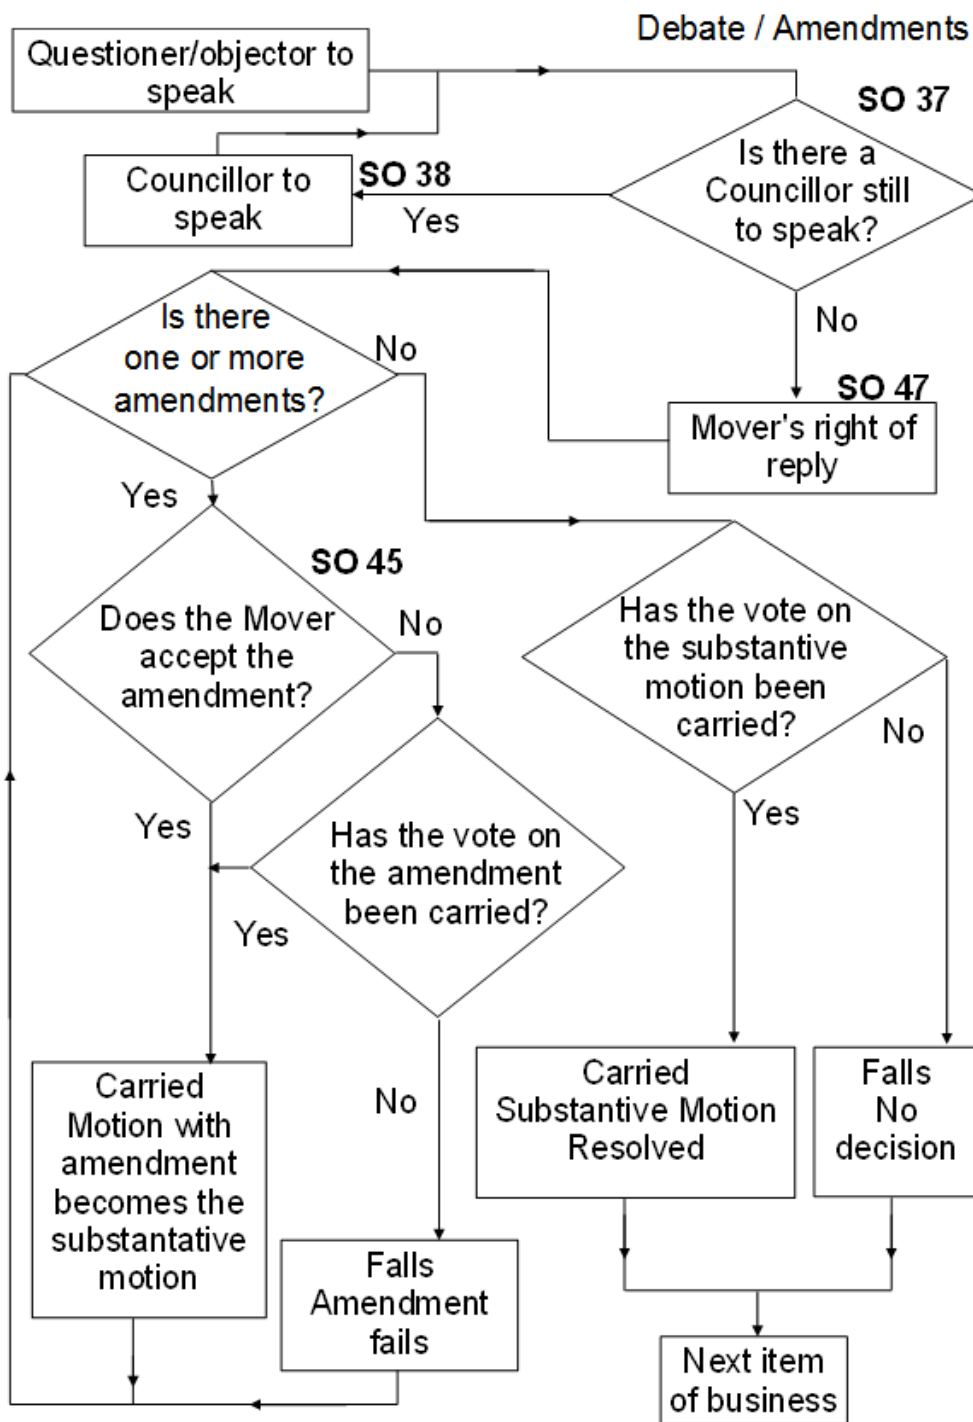 Debate / Amendments
Questioner/objector to
speak
SO 37
Is there a
Councillor still
to speak?
SO 38
Councillor to
speak
Yes
No
Is there
one or more
amendments?
No
SO 47
Mover's right of
reply
Yes
SO 45
Does the Mover
accept the
amendment?
No
Has the vote on
the substantive
motion been
carried?
No
Yes
Yes
Has the vote on
the amendment
been carried?
Yes
No
Carried
Motion with
amendment
becomes the
substantative
motion
Carried
Substantive Motion
Resolved
Falls
No
decision
Falls
Amendment
fails
Next item
of business